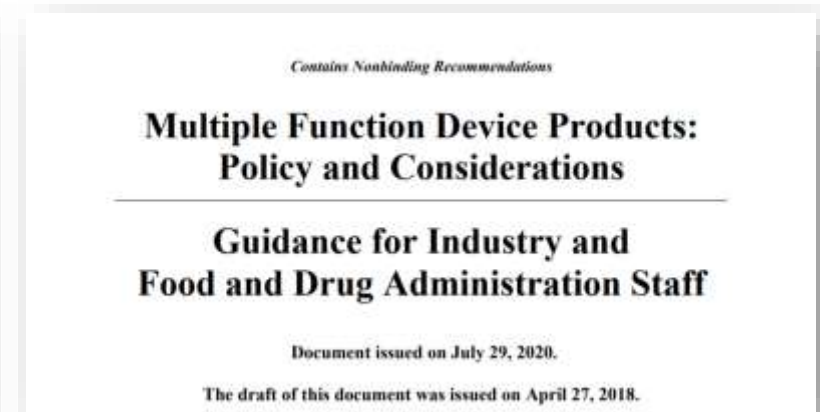 Contains Nonbinding Recommendations
Multiple Function Device Products:
Policy and Considerations
Guidance for Industry and
Food and Drug Administration Staff
Document issued on July 29, 2020.
The draft of this document was issued on April 27, 2018.